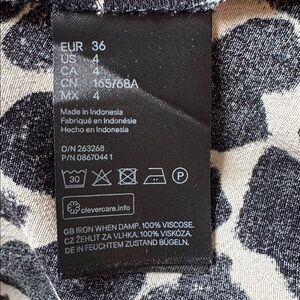 EUR 36
US 4
CA 4
CN 165/68A
MX 4
Made in Indonesia
Fabriqué en Indonésie
Hecho en Indonesia
O/N 263268
P/N 08670441
30 P
clevercare.info
GB IRON WHEN DAMP. 100% VISCOSE.
CZ ŽEHLIT ZA VLHKA. 100% VISKÓZA.
DE IN FEUCHTEM ZUSTAND BÜGELN.